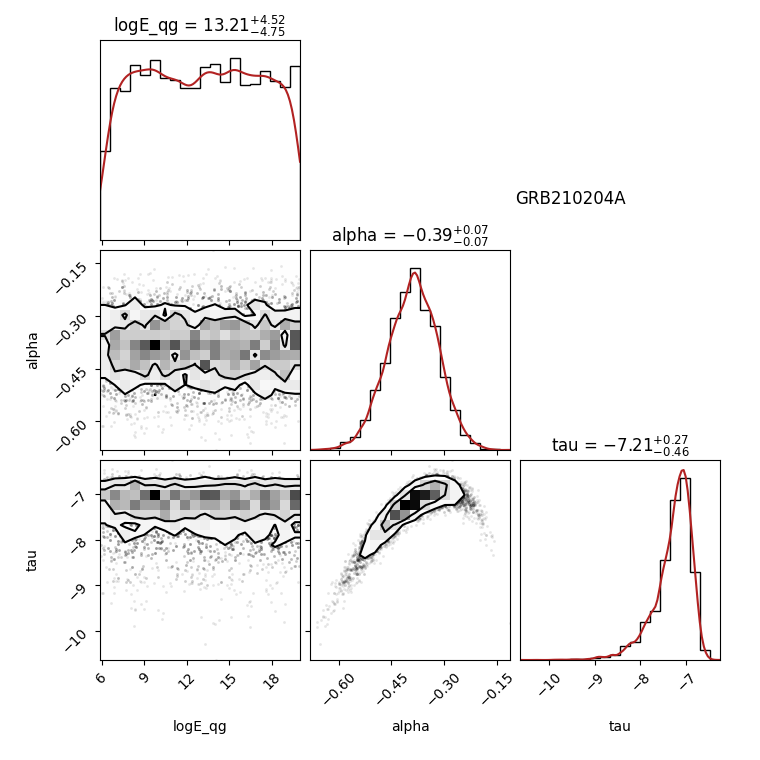 logE_qg = 13.21+4.52−4.75
GRB210204A
alpha = −0.39+0.07−0.07
−0.15
−0.30
−0.45
−0.60
alpha
tau = −7.21+0.27−0.46
−7
−8
−9
−10
tau
6 9 12 15 18
−0.60 −0.45 −0.30 −0.15
−10 −9 −8 −7
logE_qg alpha tau